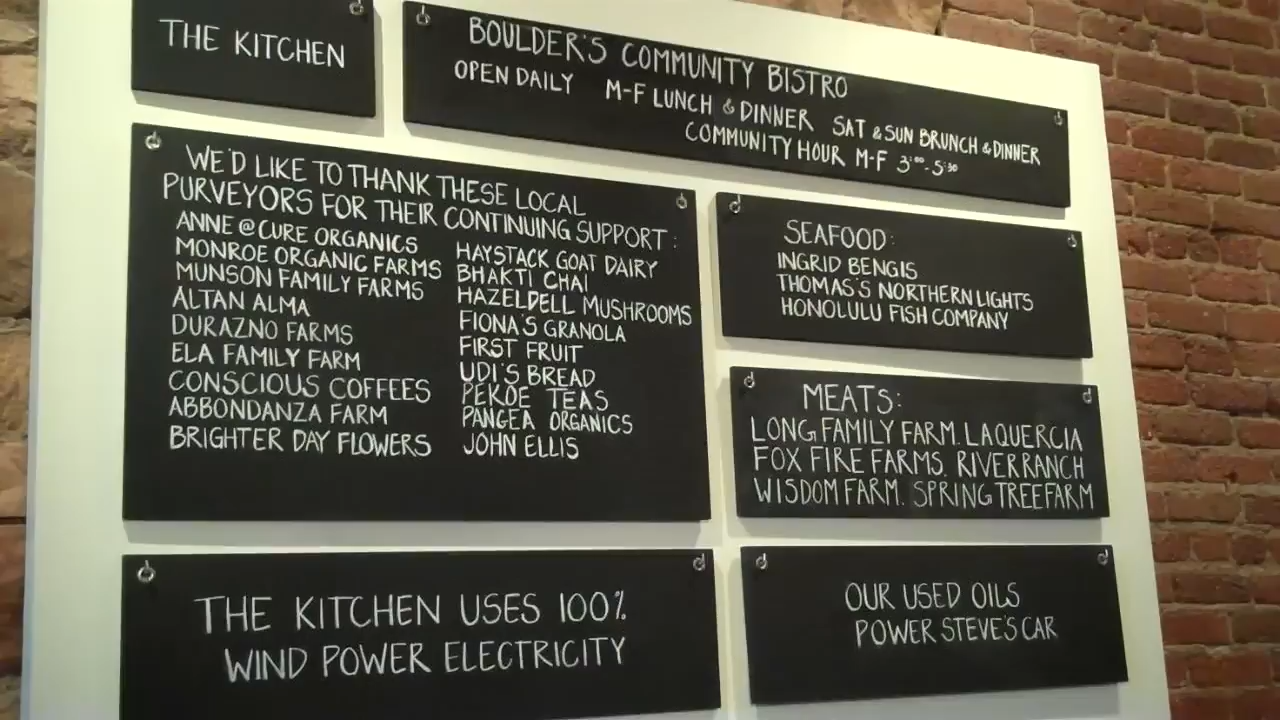 THE KITCHEN
BOULDER'S COMMUNITY BISTRO
OPEN DAILY M-F LUNCH & DINNER SAT & SUN BRUNCH & DINNER
COMMUNITY HOUR M-F 3:00-5:30
WE'D LIKE TO THANK THESE LOCAL
PURVEYORS FOR THEIR CONTINUING SUPPORT:
ANNE @ CURE ORGANICS
MONROE ORGANIC FARMS
MUNSON FAMILY FARMS
ALTAN ALMA
DURAZNO FARMS
ELA FAMILY FARM
CONSCIOUS COFFEES
ABBONDANZA FARM
BRIGHTER DAY FLOWERS
HAYSTACK GOAT DAIRY
BHAKTI CHAI
HAZELDELL MUSHROOMS
FIONA'S GRANOLA
FIRST FRUIT
UDI'S BREAD
PEKOE TEAS
PANGEA ORGANICS
JOHN ELLIS
SEAFOOD:
INGRID BENGIS
THOMAS'S NORTHERN LIGHTS
HONOLULU FISH COMPANY
MEATS:
LONG FAMILY FARM. LA QUERCIA
FOX FIRE FARMS. RIVER RANCH
WISDOM FARM. SPRING TREE FARM
THE KITCHEN USES 100%
WIND POWER ELECTRICITY
OUR USED OILS
POWER STEVE'S CAR